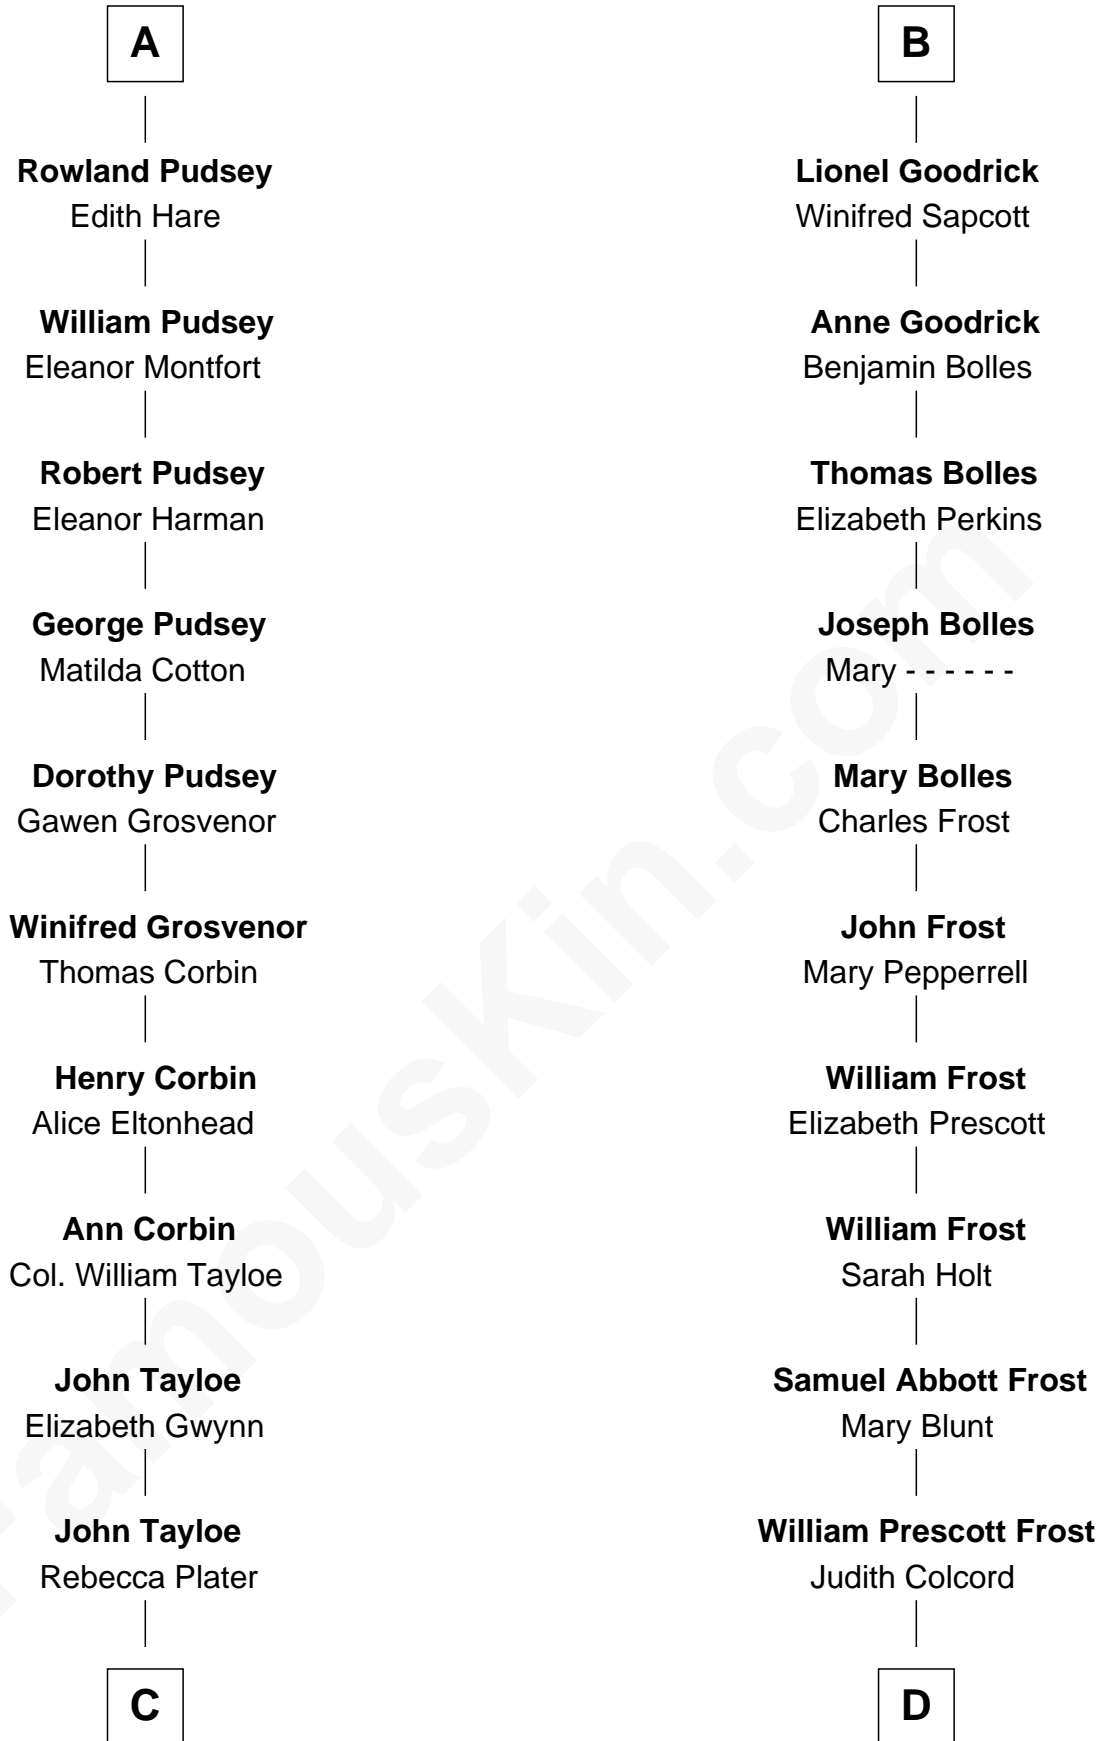 A
Rowland Pudsey
Edith Hare
William Pudsey
Eleanor Montfort
Robert Pudsey
Eleanor Harman
George Pudsey
Matilda Cotton
Dorothy Pudsey
Gawen Grosvenor
Winifred Grosvenor
Thomas Corbin
Henry Corbin
Alice Eltonhead
Ann Corbin
Col. William Tayloe
John Tayloe
Elizabeth Gwynn
John Tayloe
Rebecca Plater
C
B
Lionel Goodrick
Winifred Sapcott
Anne Goodrick
Benjamin Bolles
Thomas Bolles
Elizabeth Perkins
Joseph Bolles
Mary - - - - - -
Mary Bolles
Charles Frost
John Frost
Mary Pepperrell
William Frost
Elizabeth Prescott
William Frost
Sarah Holt
Samuel Abbott Frost
Mary Blunt
William Prescott Frost
Judith Colcord
D
FamousKin.com